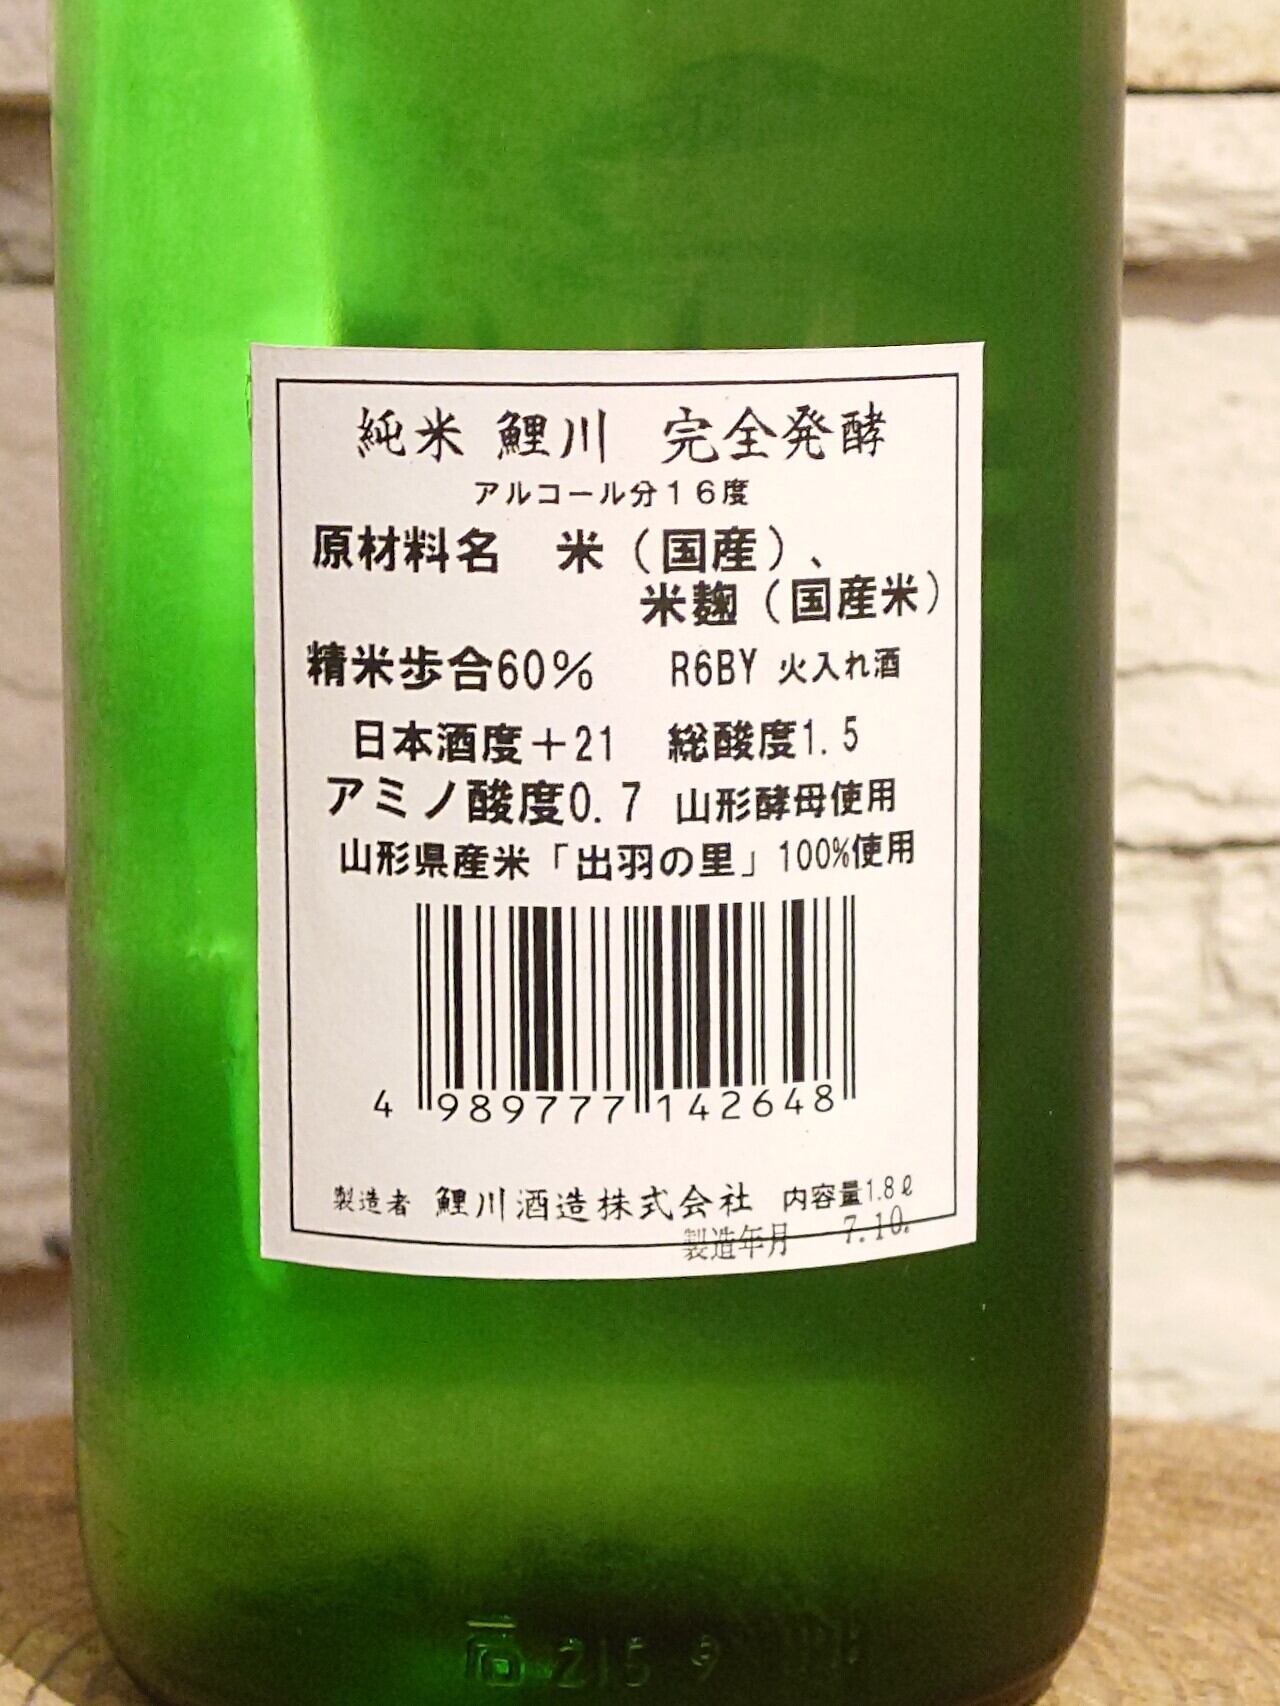 純米 鯉川　完全発酵
アルコール分１６度
原材料名　米（国産）、
米麹（国産米）
精米歩合60％　R6BY 火入れ酒
日本酒度＋21　総酸度1.5
アミノ酸度0.7　山形酵母使用
山形県産米「出羽の里」100%使用
4 989777 142648
製造者 鯉川酒造株式会社　内容量1.8ℓ
製造年月　7.10.
215 9